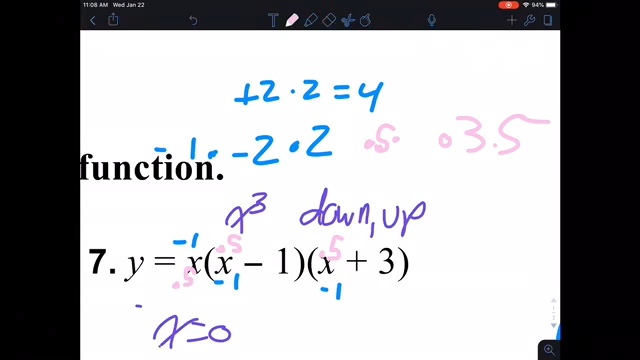 11:08 AM Wed Jan 22
94%
+2 · 2 = 4
-1 · -2 · 2 .5. .3.5
function.
x³ down, up
-1 .5 .5
7. y = x(x − 1)(x + 3)
.5 -1 -1
x=0